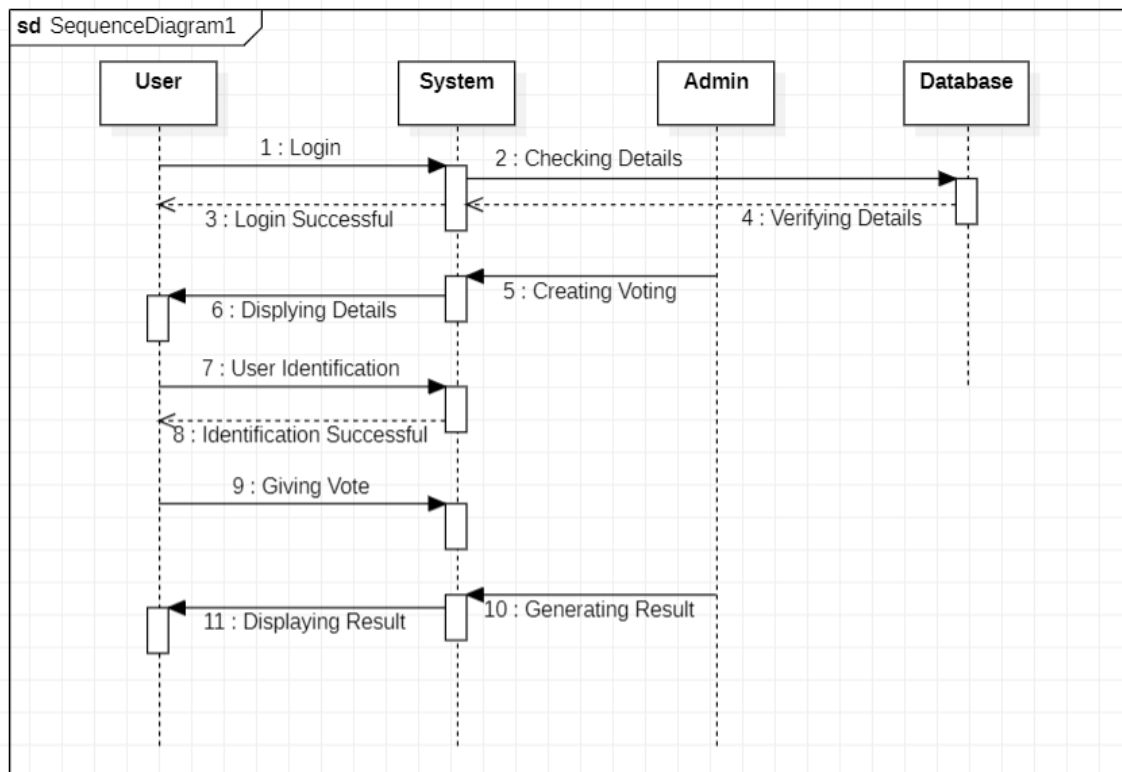 sd SequenceDiagram1
User
System
Admin
Database
1 : Login
2 : Checking Details
3 : Login Successful
4 : Verifying Details
5 : Creating Voting
6 : Displying Details
7 : User Identification
8 : Identification Successful
9 : Giving Vote
10 : Generating Result
11 : Displaying Result